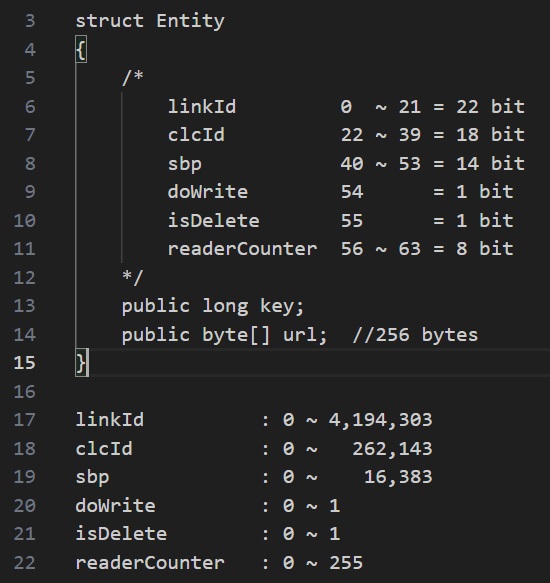 3 struct Entity
4 {
5 /*
6 linkId 0 ~ 21 = 22 bit
7 clcId 22 ~ 39 = 18 bit
8 sbp 40 ~ 53 = 14 bit
9 doWrite 54 = 1 bit
10 isDelete 55 = 1 bit
11 readerCounter 56 ~ 63 = 8 bit
12 */
13 public long key;
14 public byte[] url; //256 bytes
15 }
16
17 linkId : 0 ~ 4,194,303
18 clcId : 0 ~ 262,143
19 sbp : 0 ~ 16,383
20 doWrite : 0 ~ 1
21 isDelete : 0 ~ 1
22 readerCounter : 0 ~ 255